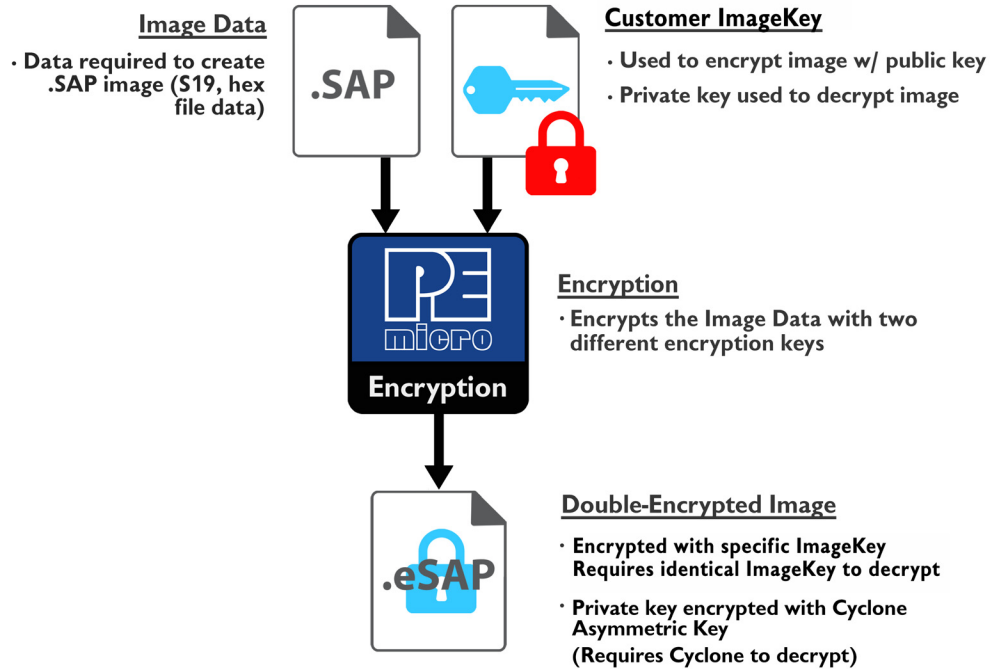 Image Data
· Data required to create
.SAP image (S19, hex
file data)
.SAP
Customer ImageKey
· Used to encrypt image w/ public key
· Private key used to decrypt image
PE
micro
Encryption
Encryption
· Encrypts the Image Data with two
different encryption keys
.eSAP
Double-Encrypted Image
· Encrypted with specific ImageKey
Requires identical ImageKey to decrypt
· Private key encrypted with Cyclone
Asymmetric Key
(Requires Cyclone to decrypt)